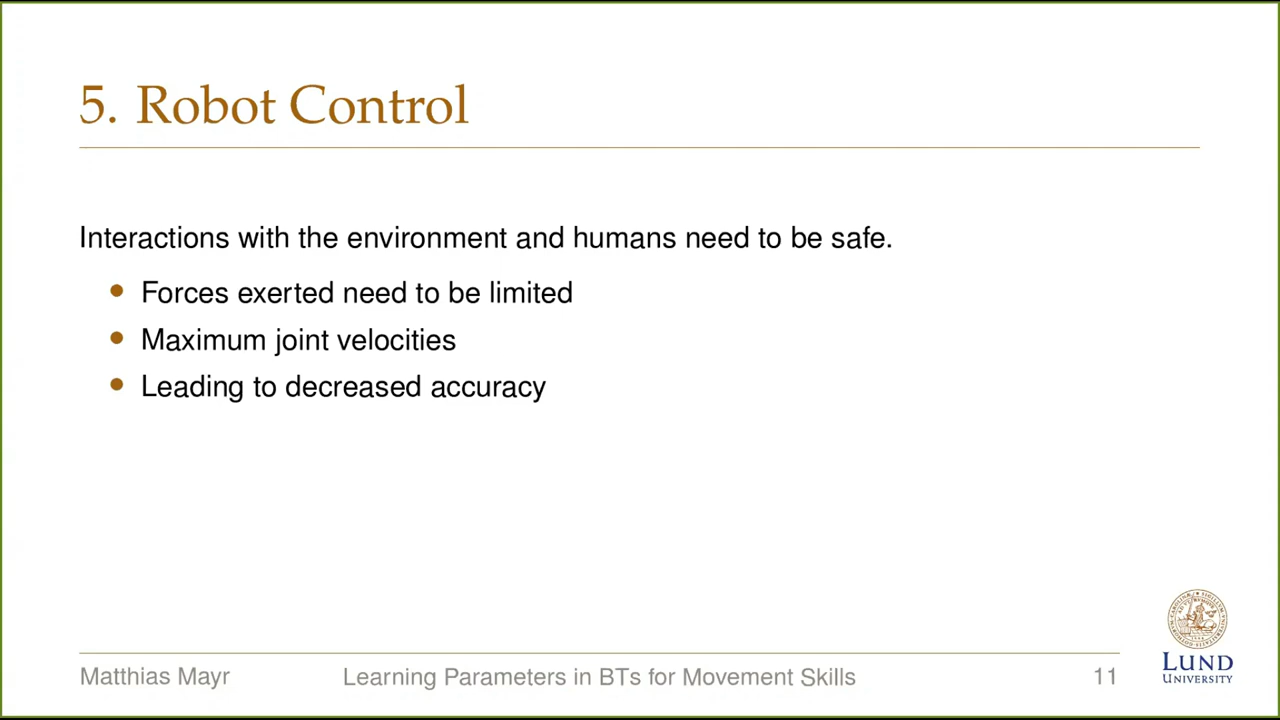 5. Robot Control
Interactions with the environment and humans need to be safe.
Forces exerted need to be limited
Maximum joint velocities
Leading to decreased accuracy
Matthias Mayr
Learning Parameters in BTs for Movement Skills
11
LUND
UNIVERSITY